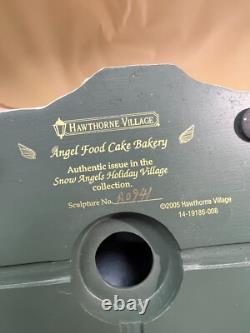 HAWTHORNE VILLAGE
Angel Food Cake Bakery
Authentic issue in the
Snow Angels Holiday Village
collection.
Sculpture No. A0941
©2005 Hawthorne Village
14-19186-008